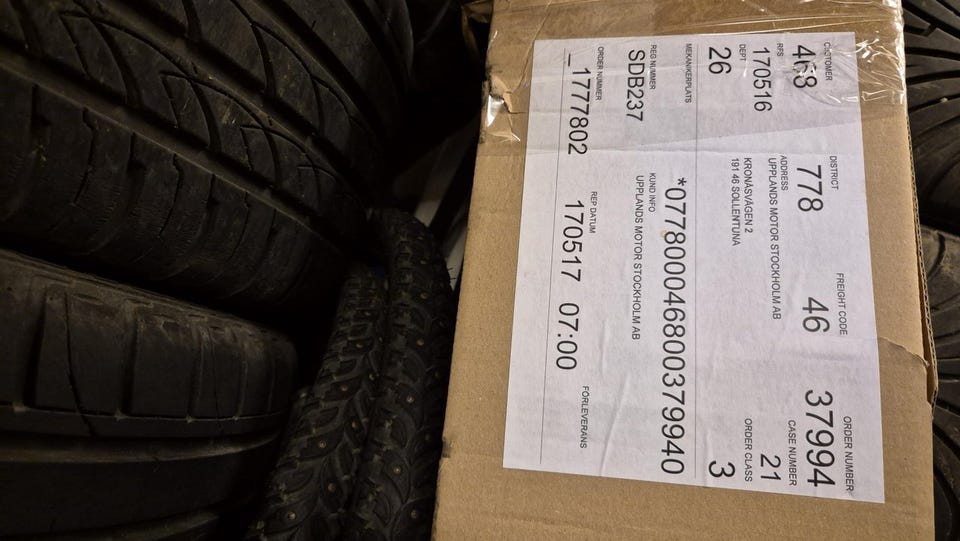 CUSTOMER DISTRICT FREIGHT CODE ORDER NUMBER
468 778 46 37994
RFS ADDRESS CASE NUMBER
170516 UPPLANDS MOTOR STOCKHOLM AB 21
DEPT KRONÅSVÄGEN 2 ORDER CLASS
26 191 46 SOLLENTUNA 3
MEKANIKERPLATS *077800046800379940
REG NUMMER KUND INFO
SDB237 UPPLANDS MOTOR STOCKHOLM AB
ORDER NUMMER REP DATUM FÖRLEVERANS
_1777802 170517 07:00